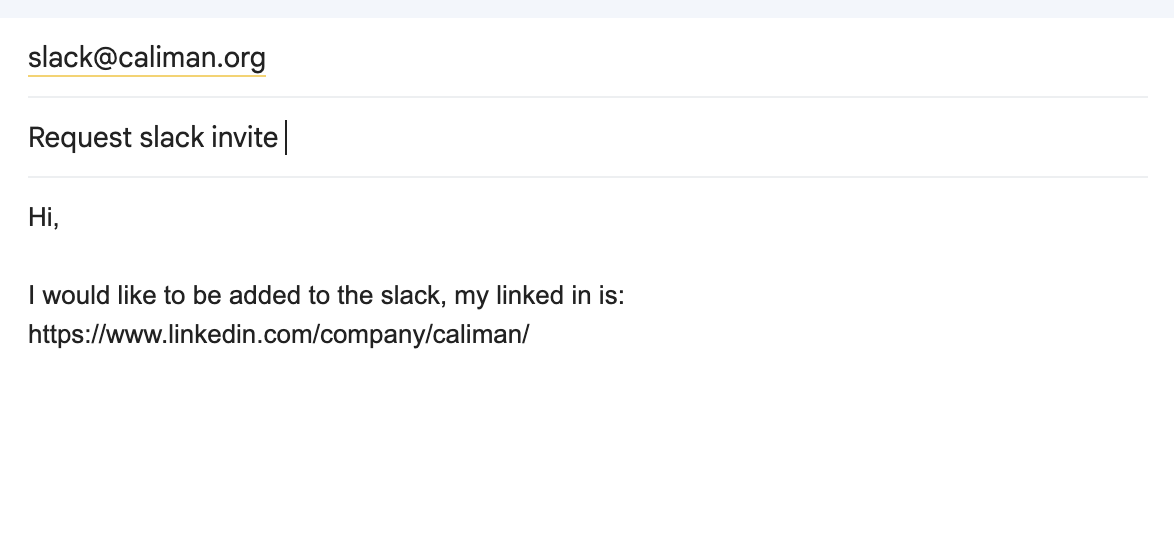 slack@caliman.org
Request slack invite
Hi,
I would like to be added to the slack, my linked in is:
https://www.linkedin.com/company/caliman/